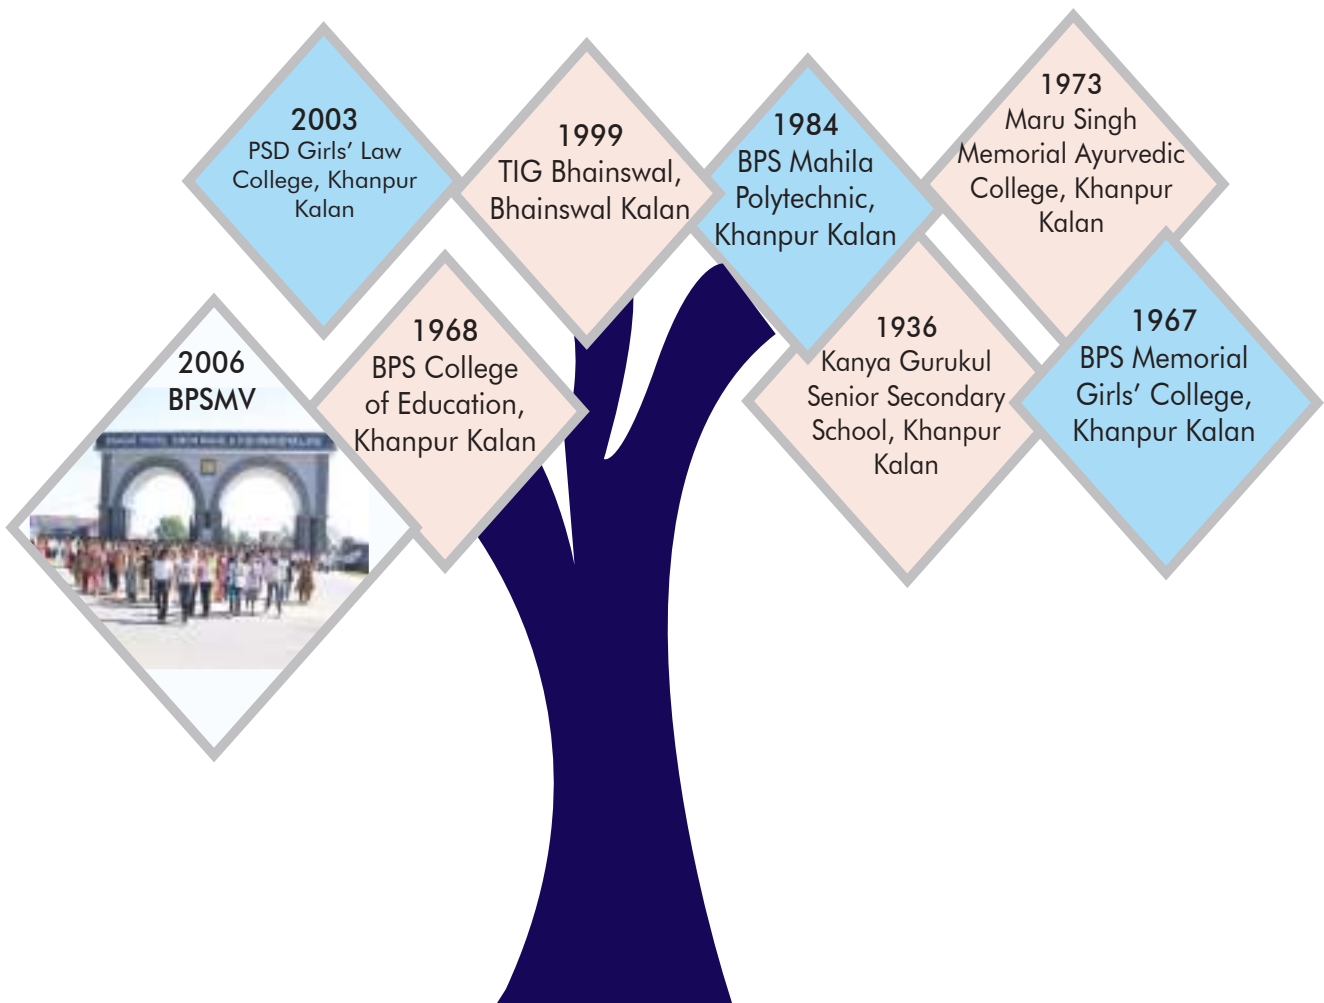 2003
PSD Girls’ Law
College, Khanpur
Kalan
1999
TIG Bhainswal,
Bhainswal Kalan
1984
BPS Mahila
Polytechnic,
Khanpur Kalan
1973
Maru Singh
Memorial Ayurvedic
College, Khanpur
Kalan
2006
BPSMV
1968
BPS College
of Education,
Khanpur Kalan
1936
Kanya Gurukul
Senior Secondary
School, Khanpur
Kalan
1967
BPS Memorial
Girls’ College,
Khanpur Kalan